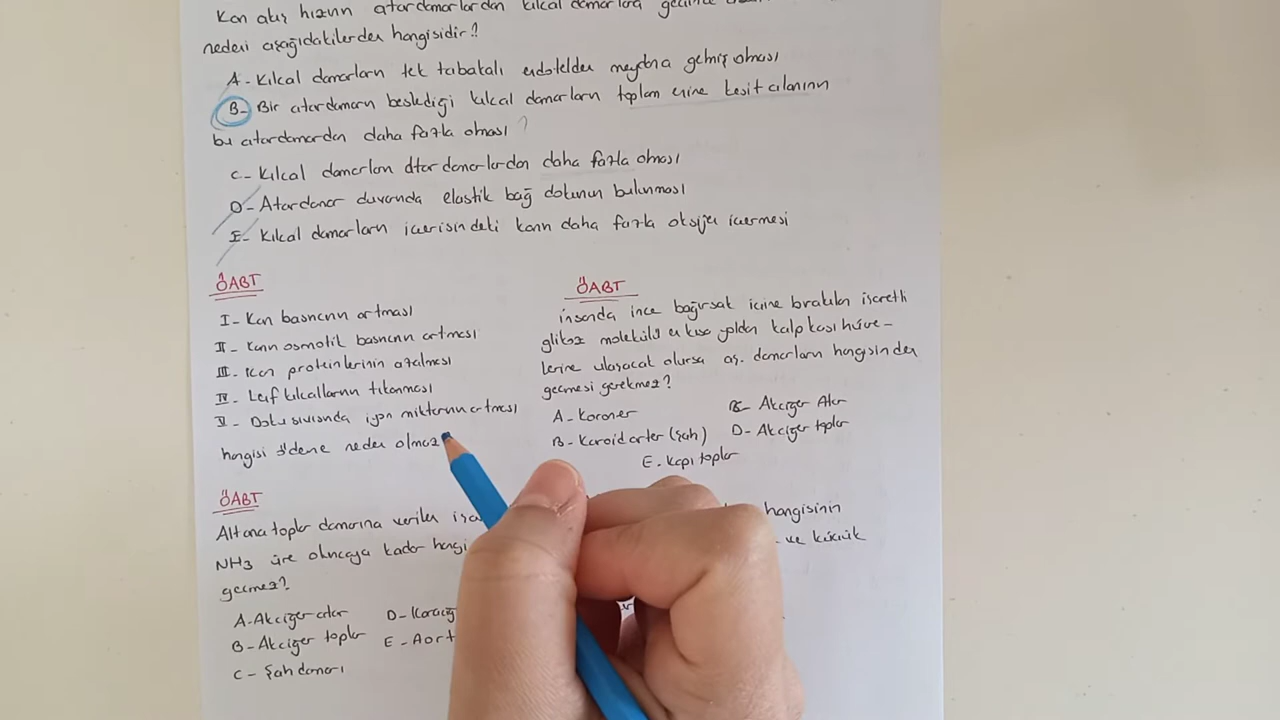 Kan akış hızının atardamarlardan kılcal damarlara
nedeni aşağıdakilerden hangisidir?
A- Kılcal damarların tek tabakalı endotelden meydana gelmiş olması
B- Bir atardamarın beslediği kılcal damarların toplam enine kesit alanının
bu atardamardan daha fazla olması ?
C- Kılcal damarların atardamarlardan daha fazla olması
D- Atardamar duvarında elastik bağ dokunun bulunması
E- Kılcal damarların içerisindeki kanın daha fazla oksijen içermesi
ÖABT
I- Kan basıncının artması
II- Kanın osmotik basıncının artması
III- Kan proteinlerinin azalması
IV- Lenf kılcallarının tıkanması
V- Doku sıvısında iyon miktarının artması
hangisi ödeme neden olmaz
ÖABT
insanda ince bağırsak içine bırakılan işaretli
glikoz molekülü en kısa yoldan kalp kası hücre-
lerine ulaşacak olursa aş. damarların hangisinden
geçmesi gerekmez?
A- Koroner
B- Karoid arter (Şah)
C- Akciğer Atar
D- Akciğer toplar
E- Kapı toplar
ÖABT
Alt ana toplar damarına verilen
NH3 üre oluncaya kadar hangi
geçmez?
A- Akciğer atar
B- Akciğer toplar
C- Şah damarı
D- Karaciğ
E- Aort
hangisinin
ve küçük